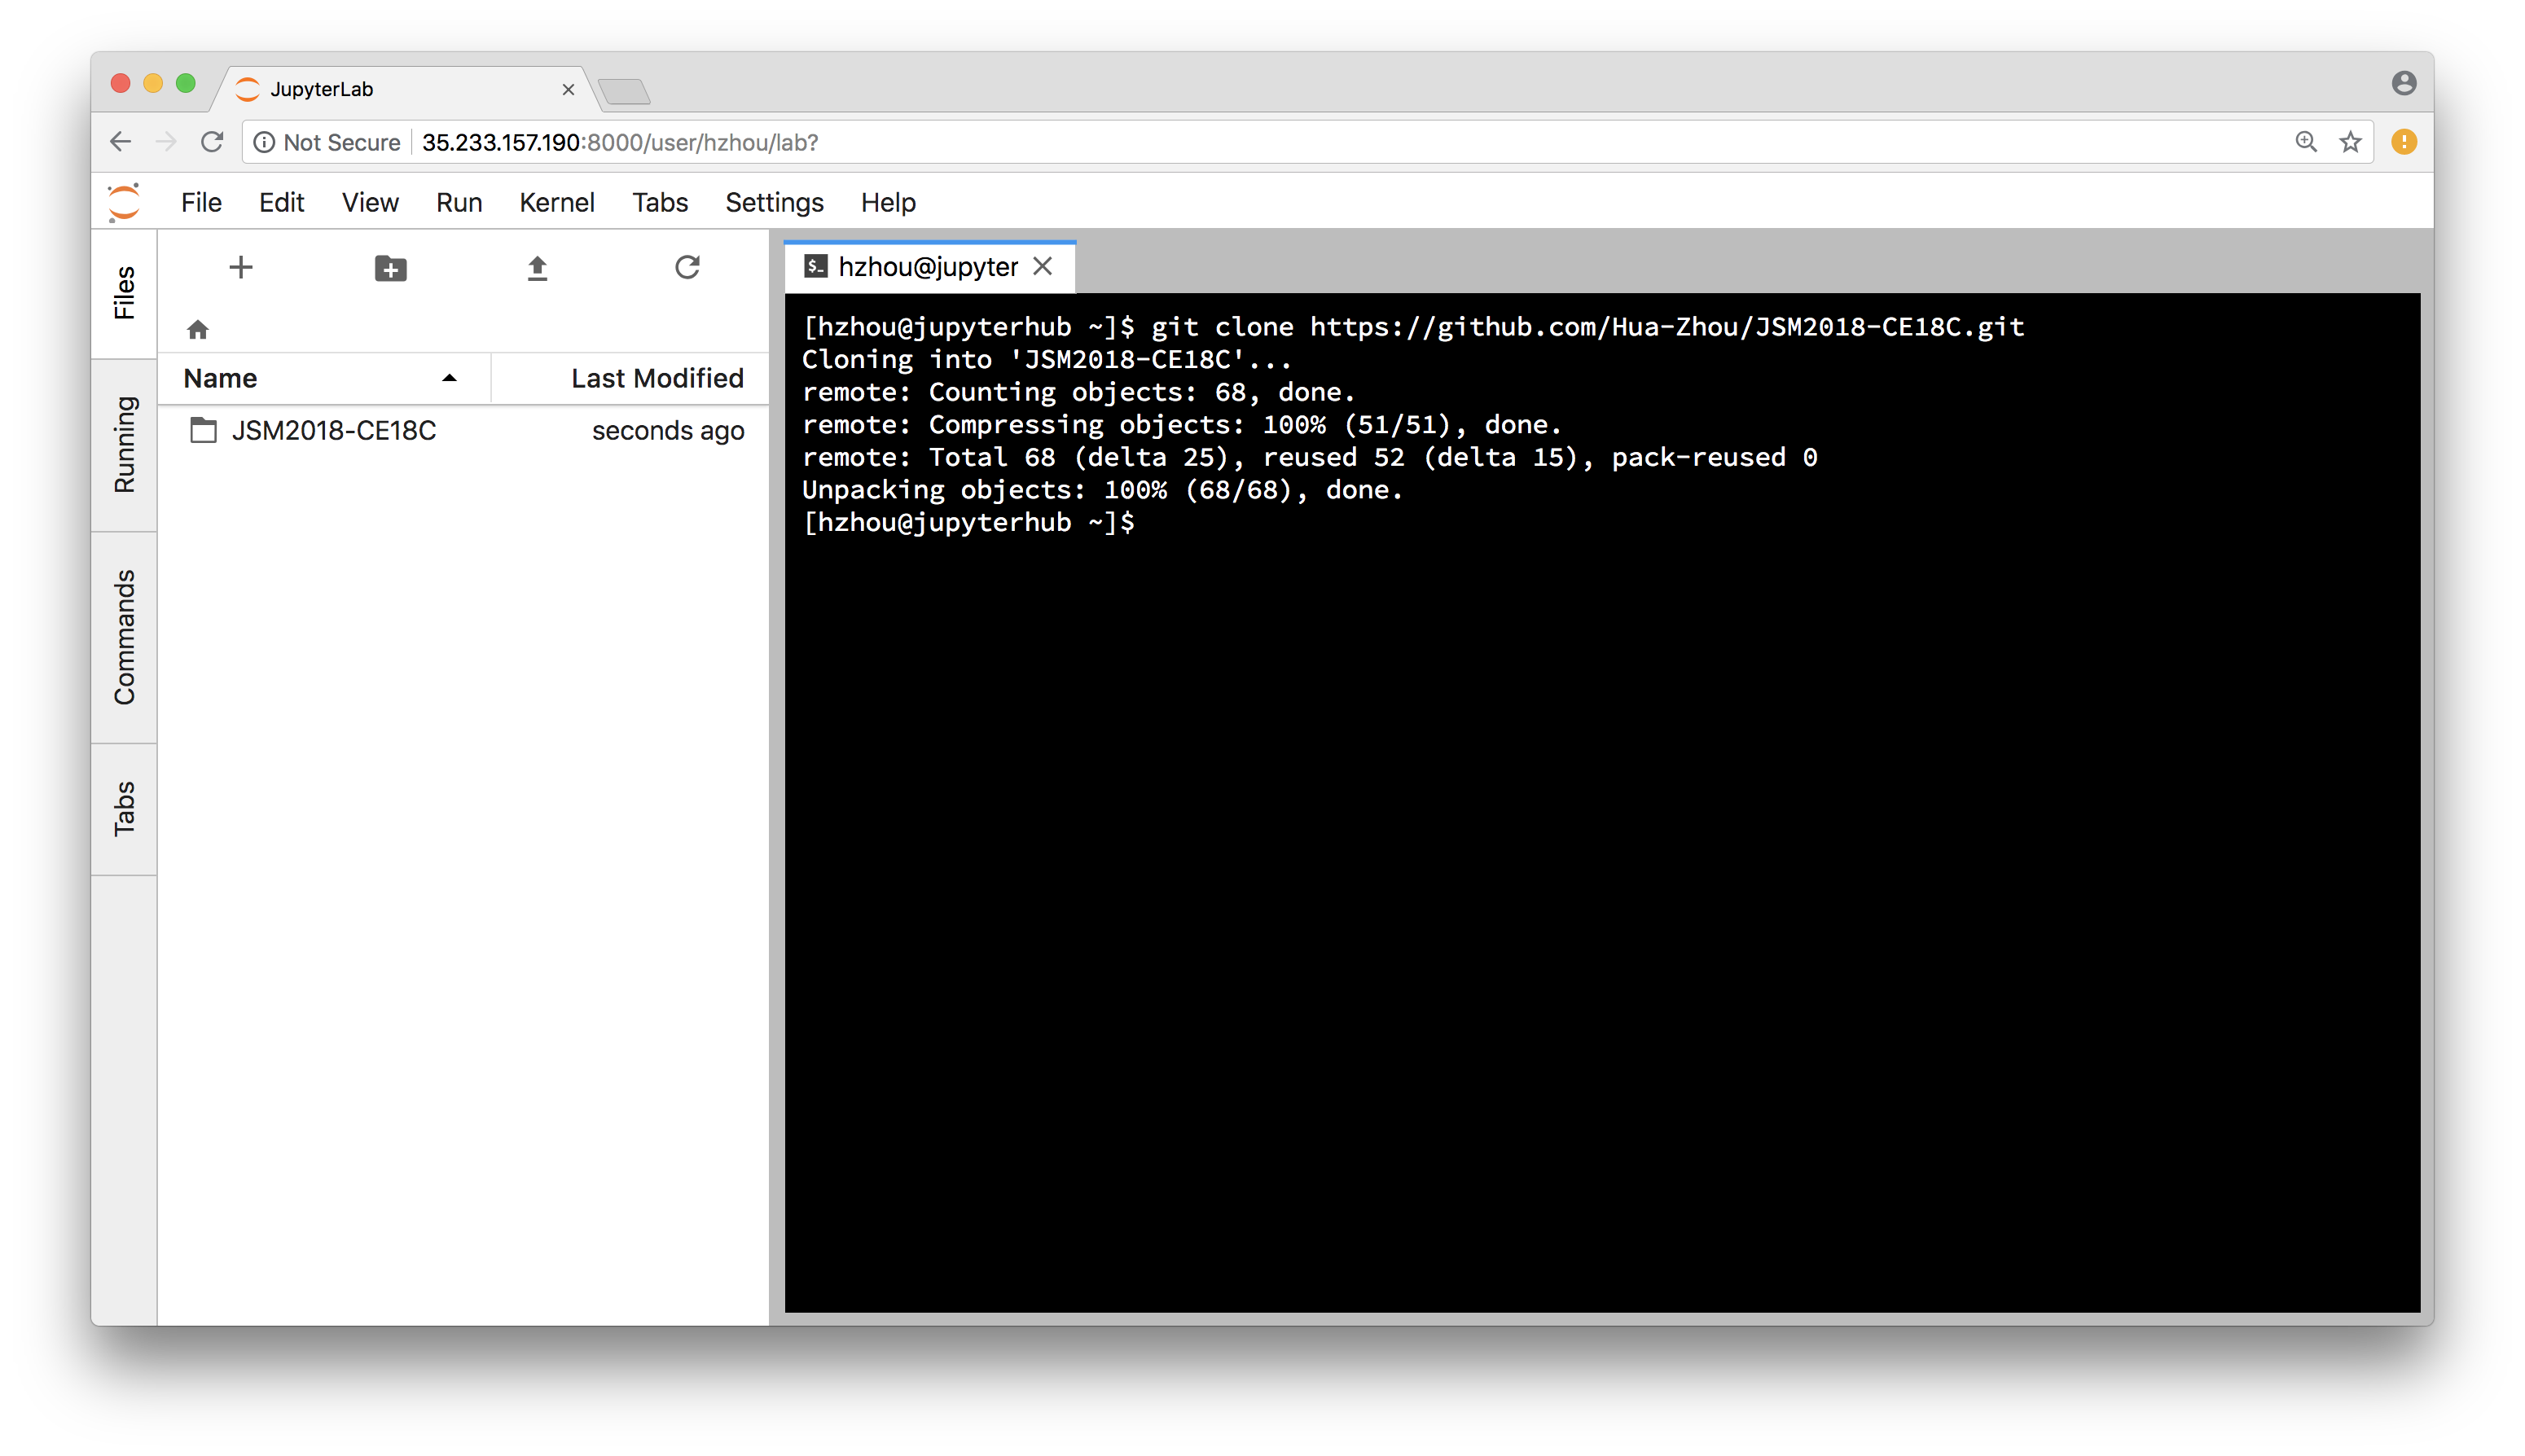 JupyterLab
Not Secure 35.233.157.190:8000/user/hzhou/lab?
File Edit View Run Kernel Tabs Settings Help
Files
Running
Commands
Tabs
Name Last Modified
JSM2018-CE18C seconds ago
$_ hzhou@jupyter
[hzhou@jupyterhub ~]$ git clone https://github.com/Hua-Zhou/JSM2018-CE18C.git
Cloning into 'JSM2018-CE18C'...
remote: Counting objects: 68, done.
remote: Compressing objects: 100% (51/51), done.
remote: Total 68 (delta 25), reused 52 (delta 15), pack-reused 0
Unpacking objects: 100% (68/68), done.
[hzhou@jupyterhub ~]$